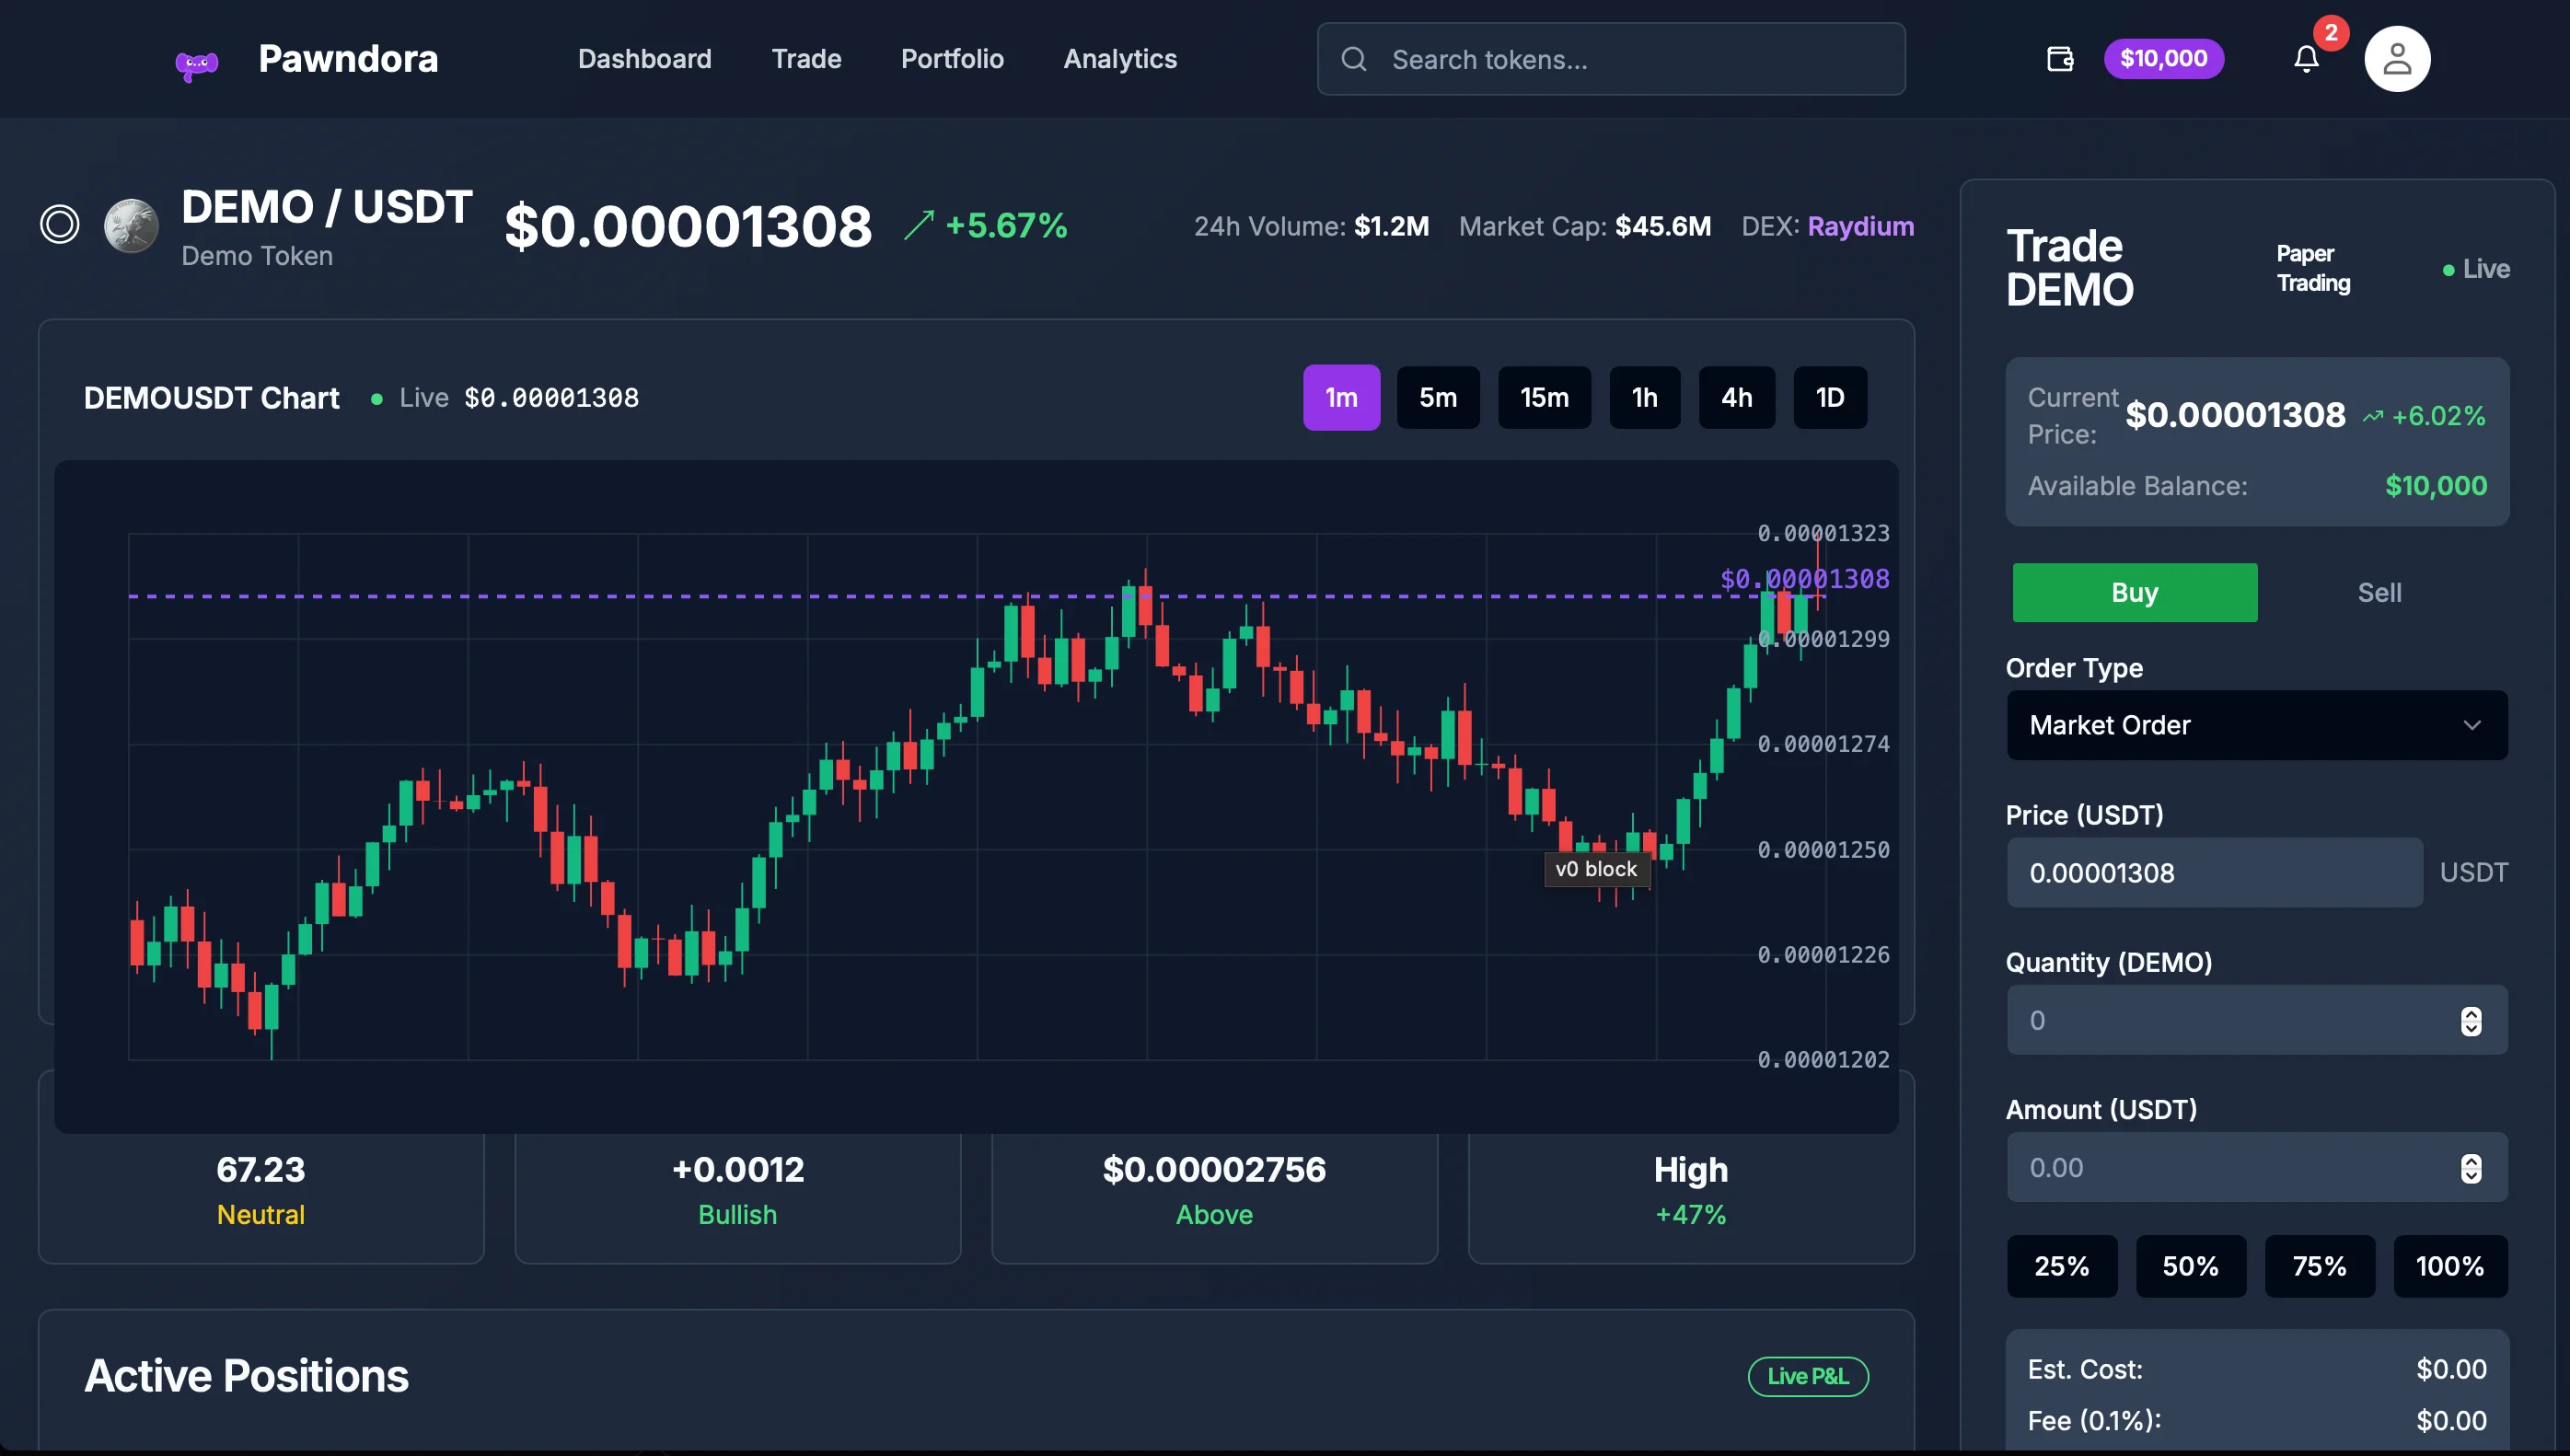 Pawndora
Dashboard
Trade
Portfolio
Analytics
Search tokens...
$10,000
2
DEMO / USDT
Demo Token
$0.00001308
+5.67%
24h Volume: $1.2M
Market Cap: $45.6M
DEX: Raydium
DEMOUSDT Chart
Live
$0.00001308
1m
5m
15m
1h
4h
1D
0.00001323
$0.00001308
0.00001299
0.00001274
0.00001250
0.00001226
0.00001202
v0 block
67.23
Neutral
+0.0012
Bullish
$0.00002756
Above
High
+47%
Active Positions
Live P&L
Trade
DEMO
Paper
Trading
Live
Current
Price:
$0.00001308
+6.02%
Available Balance:
$10,000
Buy
Sell
Order Type
Market Order
Price (USDT)
0.00001308
USDT
Quantity (DEMO)
0
Amount (USDT)
0.00
25%
50%
75%
100%
Est. Cost:
$0.00
Fee (0.1%):
$0.00